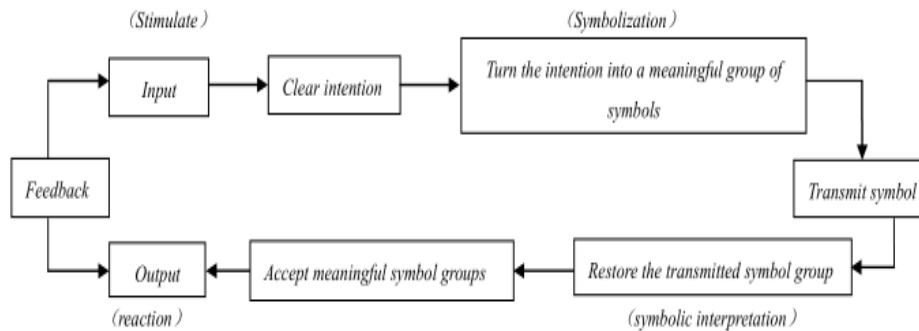 (Stimulate)
(Symbolization)
Input
Clear intention
Turn the intention into a meaningful group of
symbols
Feedback
Transmit symbol
Output
Accept meaningful symbol groups
Restore the transmitted symbol group
(reaction)
(symbolic interpretation)